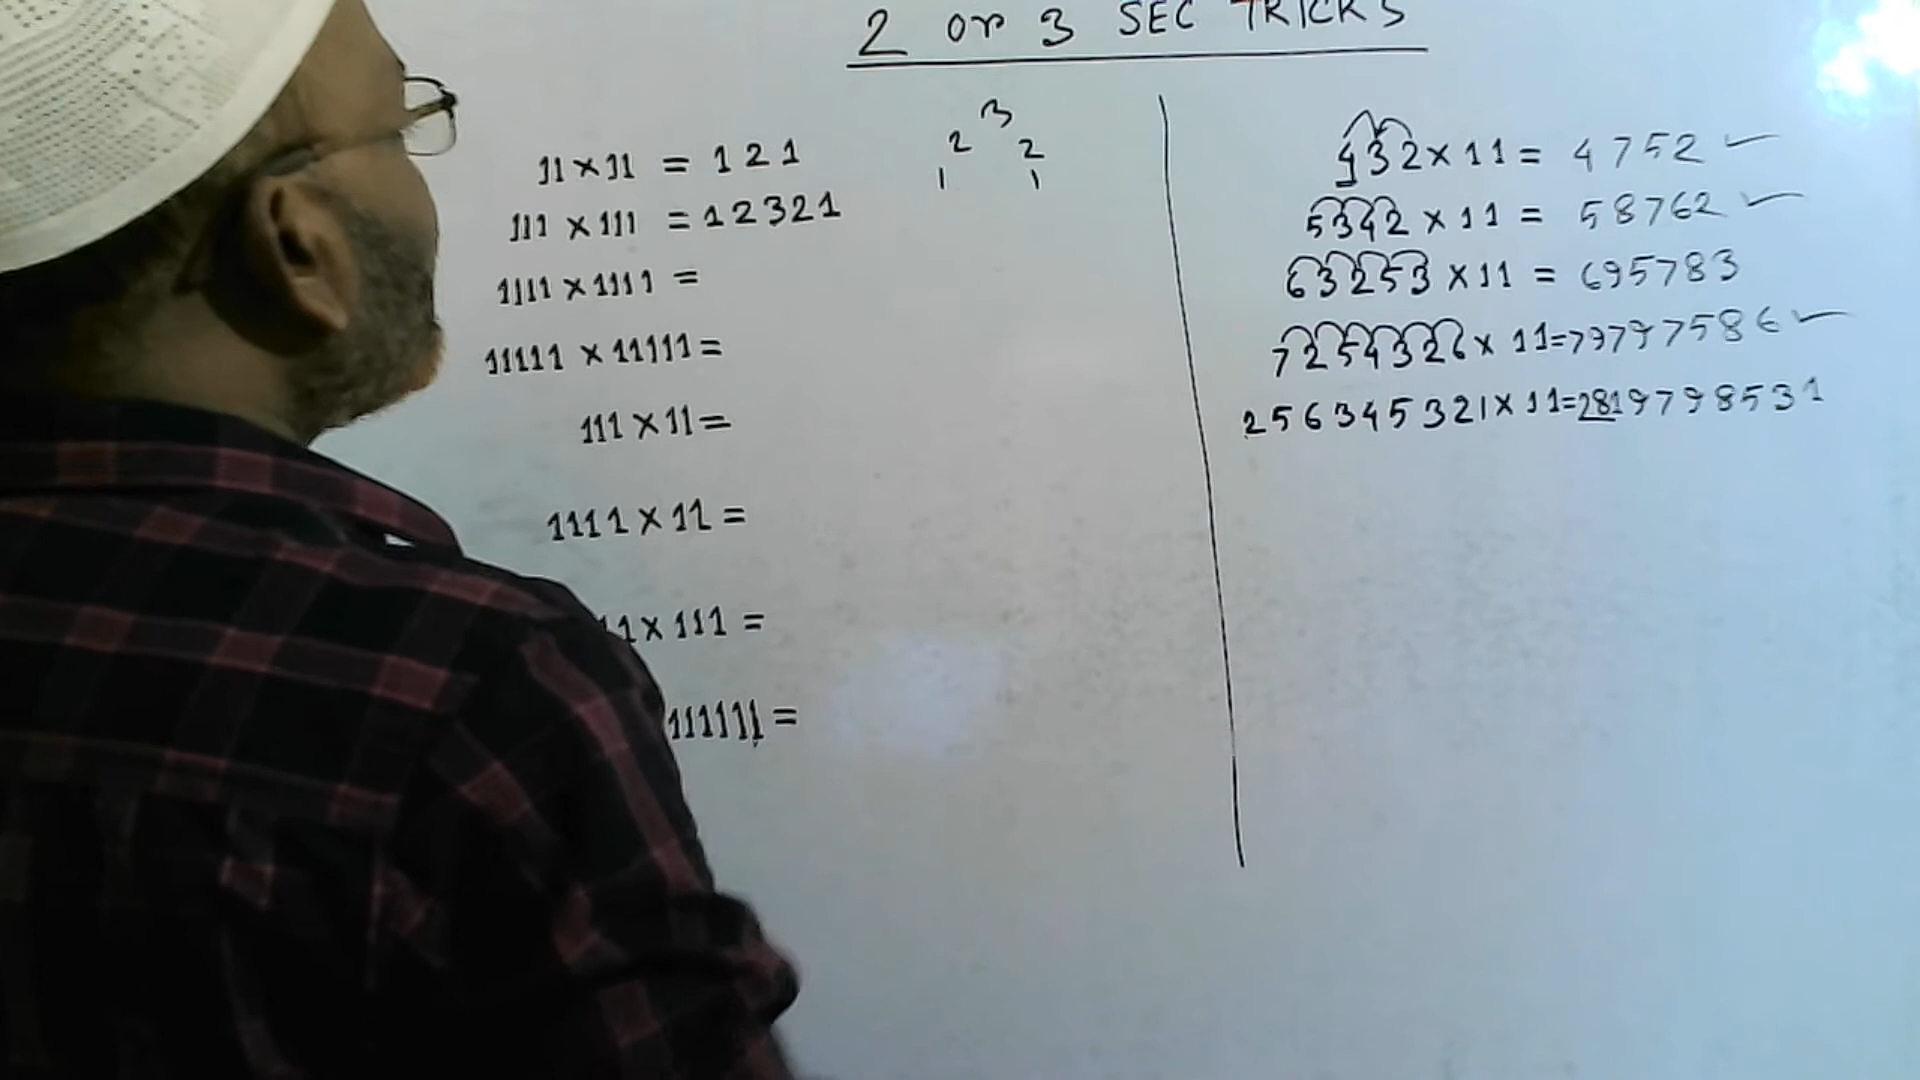 2 or 3 SEC TRICKS
11 x 11 = 121
111 x 111 = 12321
1111 x 1111 =
11111 x 11111 =
111 x 11 =
1111 x 11 =
11 x 111 =
111111 =
3
2 2
1 1
432 x 11 = 4752
5342 x 11 = 58762
63253 x 11 = 695783
7254326 x 11 = 79797586
256345321 x 11 = 2819798531